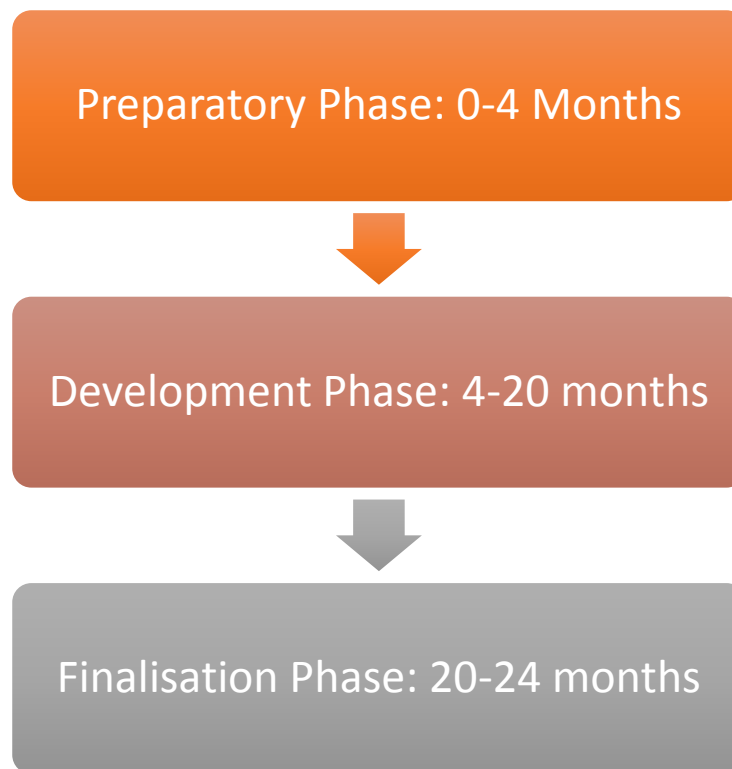 Preparatory Phase: 0-4 Months
Development Phase: 4-20 months
Finalisation Phase: 20-24 months